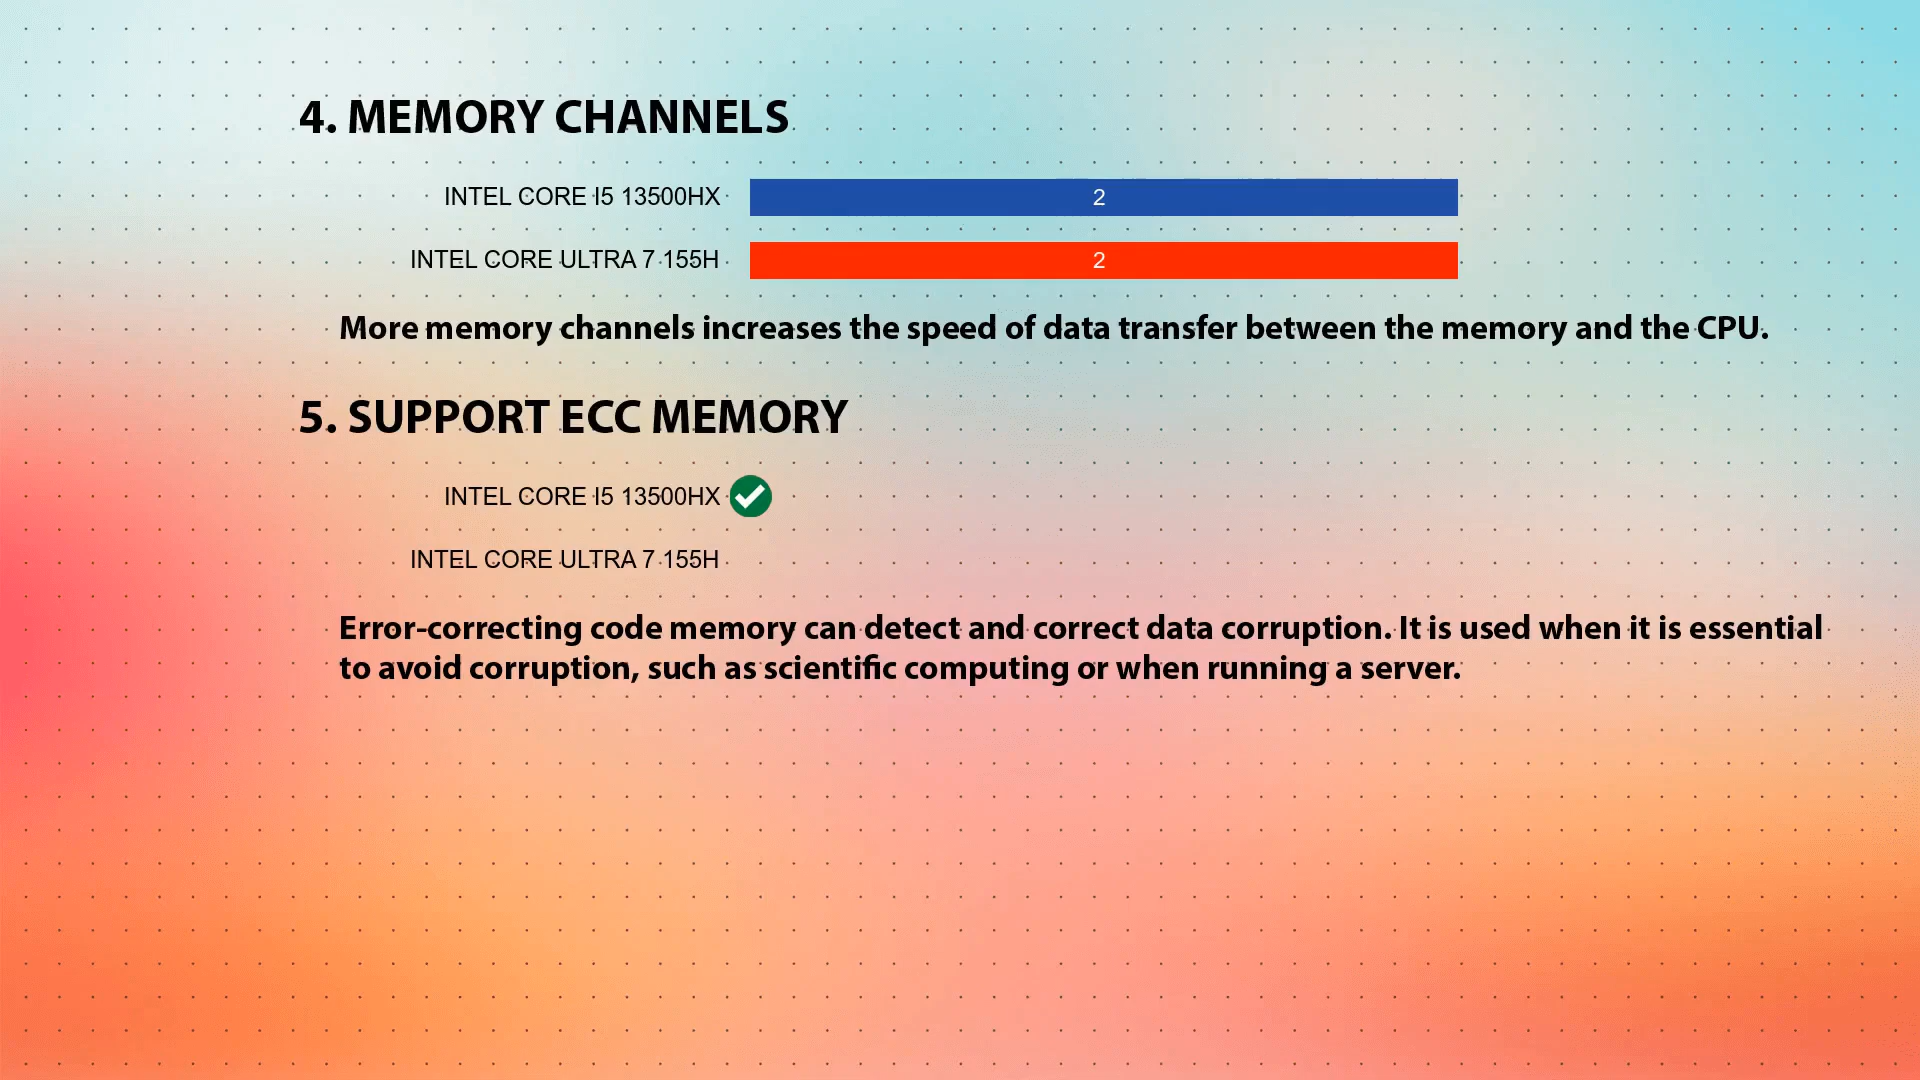 4. MEMORY CHANNELS
INTEL CORE I5 13500HX 2
INTEL CORE ULTRA 7 155H 2
More memory channels increases the speed of data transfer between the memory and the CPU.
5. SUPPORT ECC MEMORY
INTEL CORE I5 13500HX
INTEL CORE ULTRA 7 155H
Error-correcting code memory can detect and correct data corruption. It is used when it is essential
to avoid corruption, such as scientific computing or when running a server.